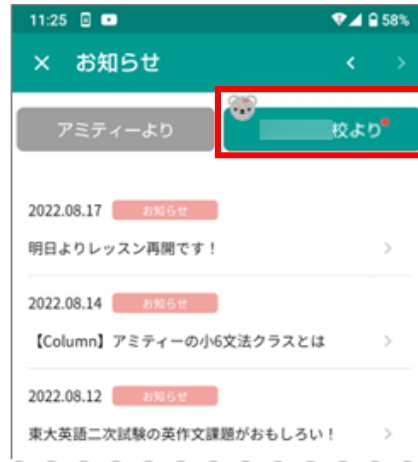 11:25 58%
× お知らせ < >
アミティーより
校より
2022.08.17 お知らせ
明日よりレッスン再開です！
2022.08.14 お知らせ
【Column】アミティーの小6文法クラスとは
2022.08.12 お知らせ
東大英語二次試験の英作文課題がおもしろい！